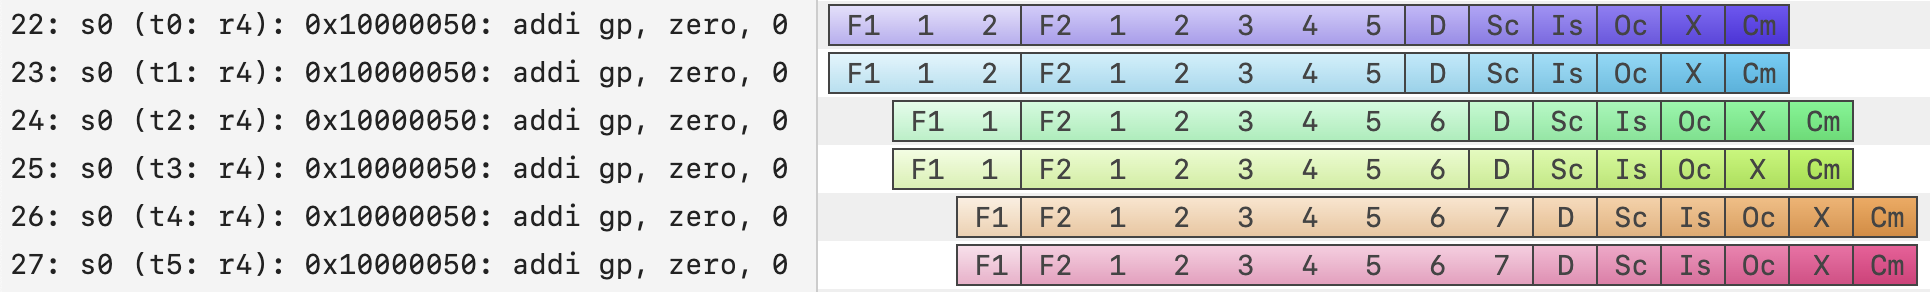 22: s0 (t0: r4): 0x10000050: addi gp, zero, 0 F1 1 2 F2 1 2 3 4 5 D Sc Is Oc X Cm
23: s0 (t1: r4): 0x10000050: addi gp, zero, 0 F1 1 2 F2 1 2 3 4 5 D Sc Is Oc X Cm
24: s0 (t2: r4): 0x10000050: addi gp, zero, 0 F1 1 F2 1 2 3 4 5 6 D Sc Is Oc X Cm
25: s0 (t3: r4): 0x10000050: addi gp, zero, 0 F1 1 F2 1 2 3 4 5 6 D Sc Is Oc X Cm
26: s0 (t4: r4): 0x10000050: addi gp, zero, 0 F1 F2 1 2 3 4 5 6 7 D Sc Is Oc X Cm
27: s0 (t5: r4): 0x10000050: addi gp, zero, 0 F1 F2 1 2 3 4 5 6 7 D Sc Is Oc X Cm